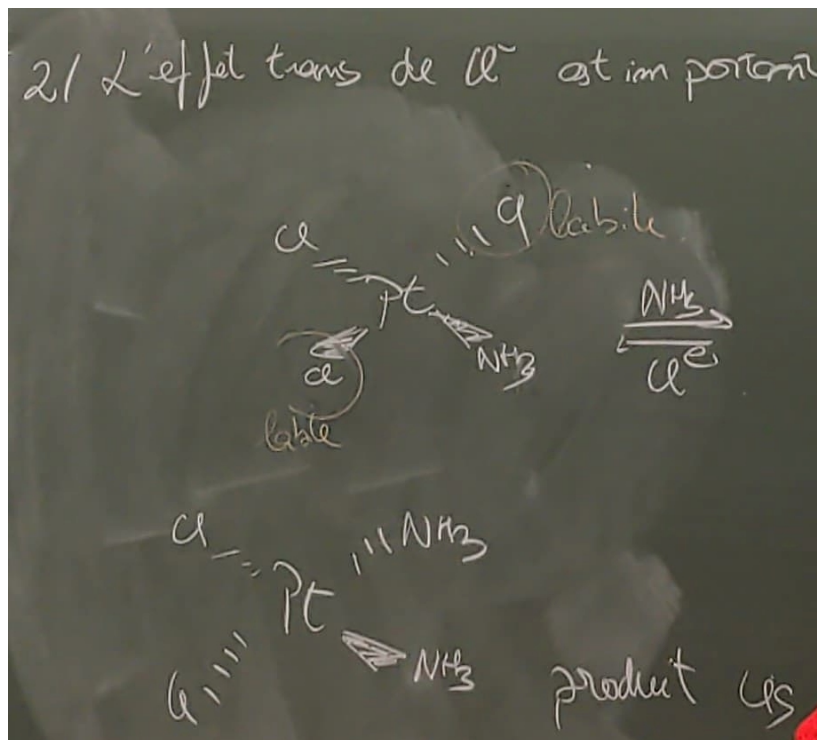 2/ L'effet trans de Cl⁻ est important
Cl Cl labile
Pt NH3
Cl NH3 Cl⊖
labile
Cl NH3
Pt
Cl NH3 produit cis